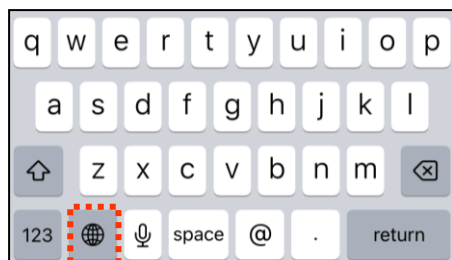 q w e r t y u i o p
a s d f g h j k l
z x c v b n m
123 space @ . return